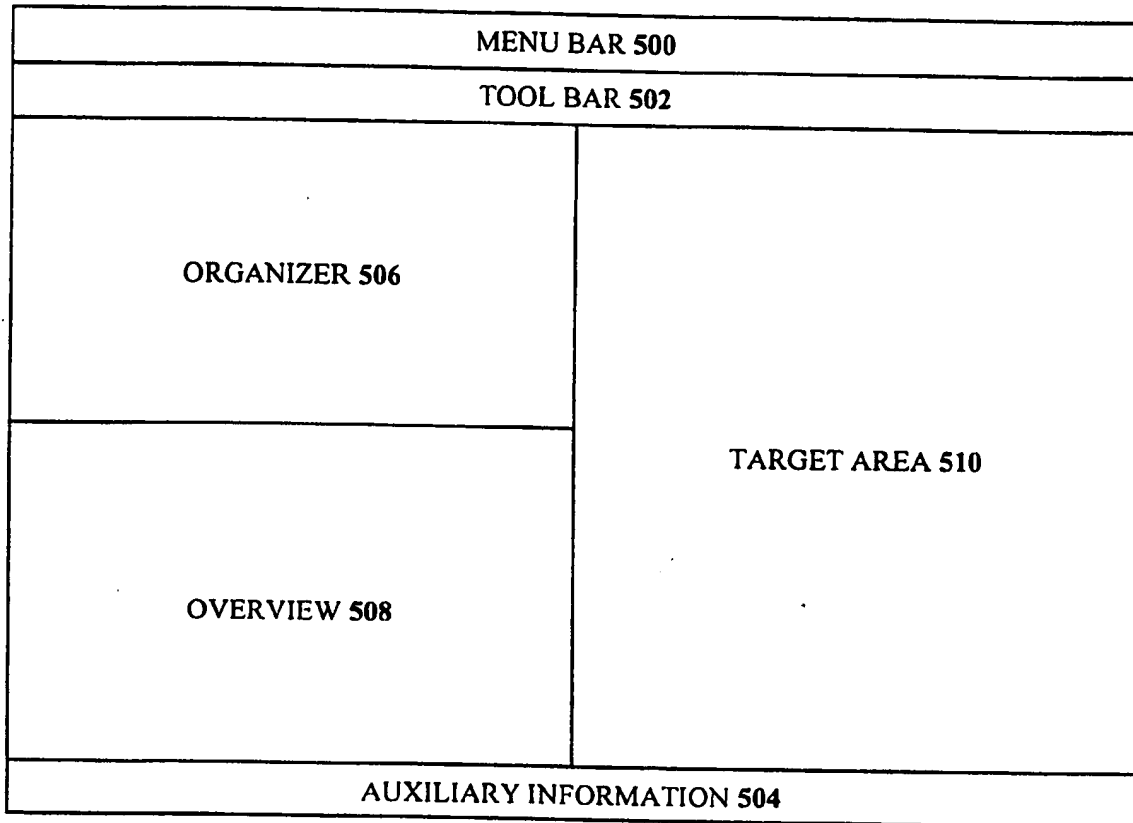 MENU BAR 500
TOOL BAR 502
ORGANIZER 506
TARGET AREA 510
OVERVIEW 508
AUXILIARY INFORMATION 504